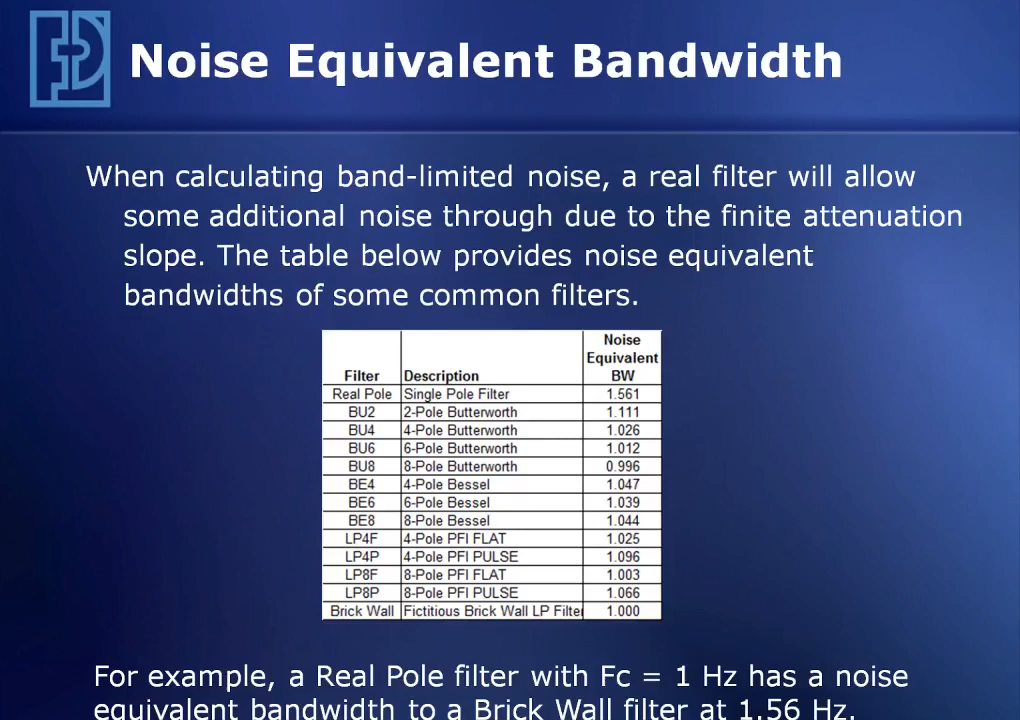 Noise Equivalent Bandwidth
When calculating band-limited noise, a real filter will allow
some additional noise through due to the finite attenuation
slope. The table below provides noise equivalent
bandwidths of some common filters.
Noise
Equivalent
Filter Description BW
Real Pole Single Pole Filter 1.561
BU2 2-Pole Butterworth 1.111
BU4 4-Pole Butterworth 1.026
BU6 6-Pole Butterworth 1.012
BU8 8-Pole Butterworth 0.996
BE4 4-Pole Bessel 1.047
BE6 6-Pole Bessel 1.039
BE8 8-Pole Bessel 1.044
LP4F 4-Pole PFI FLAT 1.025
LP4P 4-Pole PFI PULSE 1.096
LP8F 8-Pole PFI FLAT 1.003
LP8P 8-Pole PFI PULSE 1.066
Brick Wall Fictitious Brick Wall LP Filter 1.000
For example, a Real Pole filter with Fc = 1 Hz has a noise
equivalent bandwidth to a Brick Wall filter at 1.56 Hz.